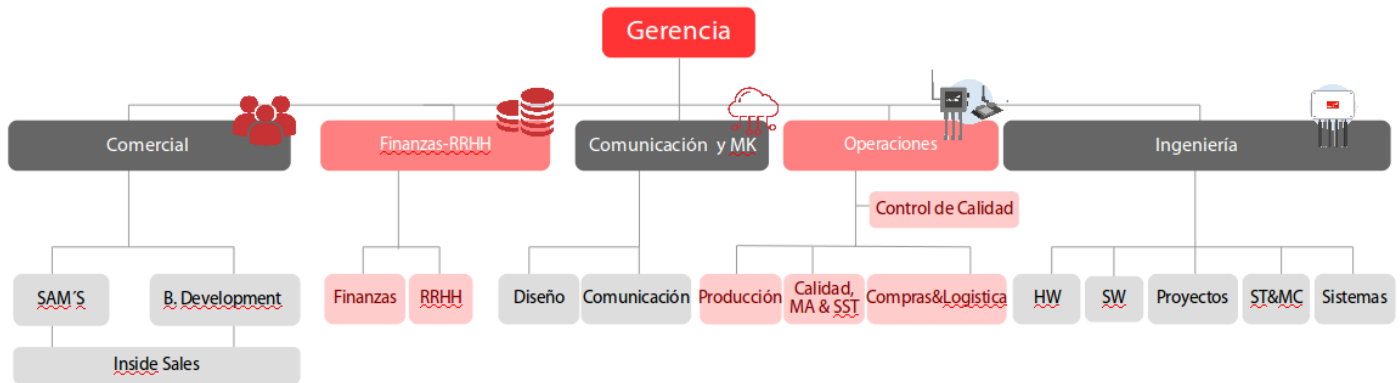 Gerencia
Comercial
Finanzas-RRHH
Comunicación y MK
Operaciones
Ingeniería
Control de Calidad
SAM´S
B. Development
Finanzas
RRHH
Diseño
Comunicación
Producción
Calidad,
MA & SST
Compras&Logistica
HW
SW
Proyectos
ST&MC
Sistemas
Inside Sales